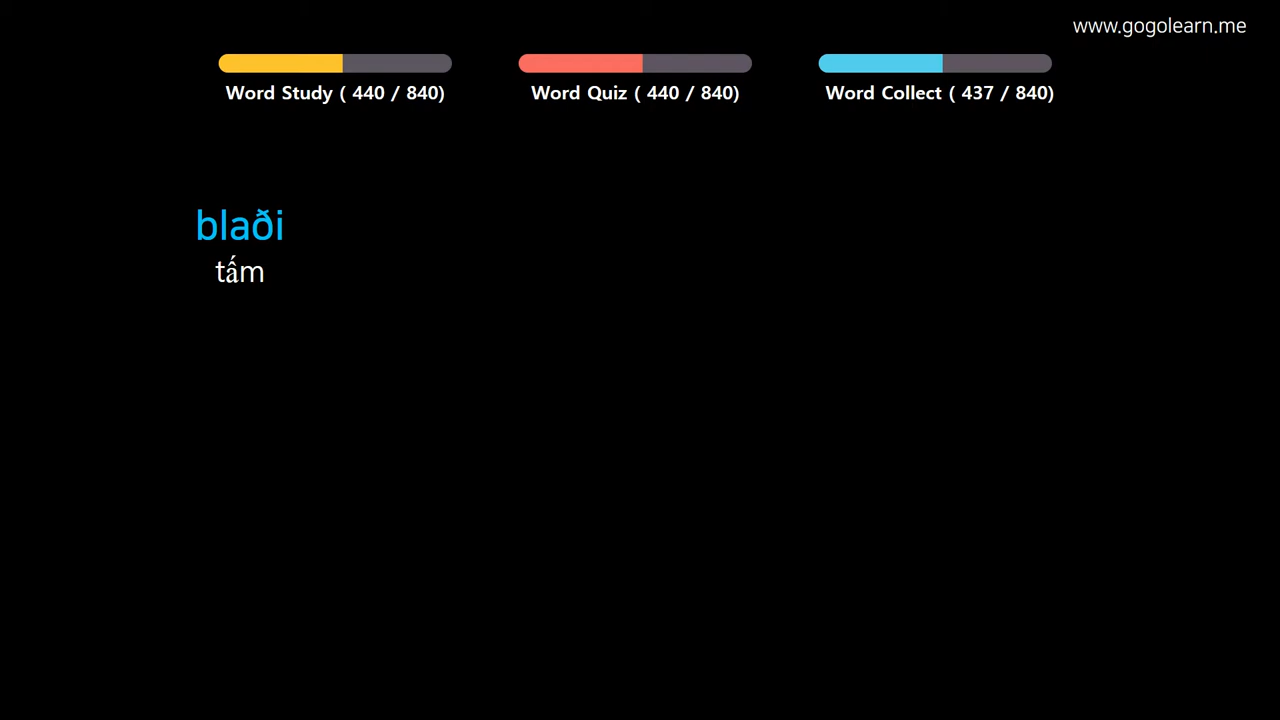 www.gogolearn.me
Word Study ( 440 / 840)
Word Quiz ( 440 / 840)
Word Collect ( 437 / 840)
blaði
tấm